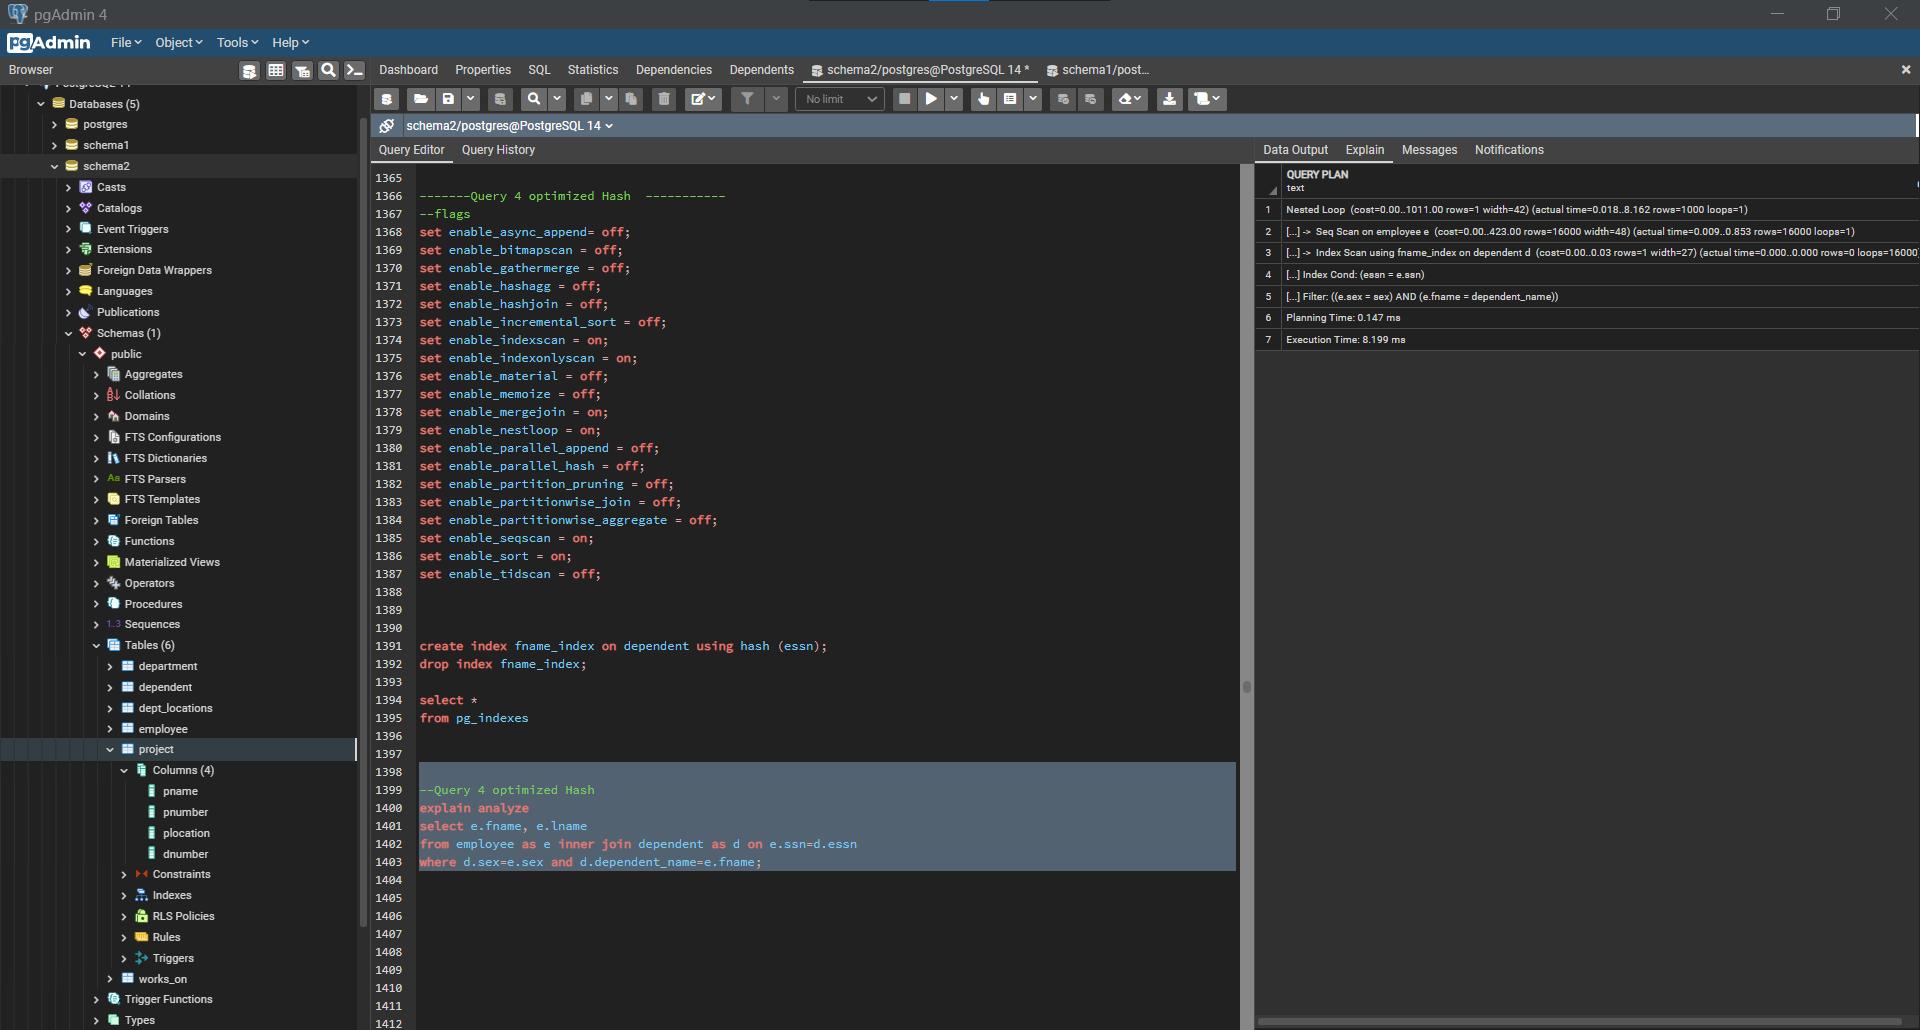 pgAdmin 4
pgAdmin File Object Tools Help
Browser
Dashboard Properties SQL Statistics Dependencies Dependents schema2/postgres@PostgreSQL 14 * schema1/post...
No limit
schema2/postgres@PostgreSQL 14
Query Editor Query History
Data Output Explain Messages Notifications
Databases (5)
postgres
schema1
schema2
Casts
Catalogs
Event Triggers
Extensions
Foreign Data Wrappers
Languages
Publications
Schemas (1)
public
Aggregates
Collations
Domains
FTS Configurations
FTS Dictionaries
FTS Parsers
FTS Templates
Foreign Tables
Functions
Materialized Views
Operators
Procedures
1..3 Sequences
Tables (6)
department
dependent
dept_locations
employee
project
Columns (4)
pname
pnumber
plocation
dnumber
Constraints
Indexes
RLS Policies
Rules
Triggers
works_on
Trigger Functions
Types
1365
1366 -------Query 4 optimized Hash -----------
1367 --flags
1368 set enable_async_append= off;
1369 set enable_bitmapscan = off;
1370 set enable_gathermerge = off;
1371 set enable_hashagg = off;
1372 set enable_hashjoin = off;
1373 set enable_incremental_sort = off;
1374 set enable_indexscan = on;
1375 set enable_indexonlyscan = on;
1376 set enable_material = off;
1377 set enable_memoize = off;
1378 set enable_mergejoin = on;
1379 set enable_nestloop = on;
1380 set enable_parallel_append = off;
1381 set enable_parallel_hash = off;
1382 set enable_partition_pruning = off;
1383 set enable_partitionwise_join = off;
1384 set enable_partitionwise_aggregate = off;
1385 set enable_seqscan = on;
1386 set enable_sort = on;
1387 set enable_tidscan = off;
1388
1389
1390
1391 create index fname_index on dependent using hash (essn);
1392 drop index fname_index;
1393
1394 select *
1395 from pg_indexes
1396
1397
1398
1399 --Query 4 optimized Hash
1400 explain analyze
1401 select e.fname, e.lname
1402 from employee as e inner join dependent as d on e.ssn=d.essn
1403 where d.sex=e.sex and d.dependent_name=e.fname;
1404
1405
1406
1407
1408
1409
1410
1411
1412
QUERY PLAN
text
1 Nested Loop (cost=0.00..1011.00 rows=1 width=42) (actual time=0.018..8.162 rows=1000 loops=1)
2 [...] -> Seq Scan on employee e (cost=0.00..423.00 rows=16000 width=48) (actual time=0.009..0.853 rows=16000 loops=1)
3 [...] -> Index Scan using fname_index on dependent d (cost=0.00..0.03 rows=1 width=27) (actual time=0.000..0.000 rows=0 loops=16000
4 [...] Index Cond: (essn = e.ssn)
5 [...] Filter: ((e.sex = sex) AND (e.fname = dependent_name))
6 Planning Time: 0.147 ms
7 Execution Time: 8.199 ms